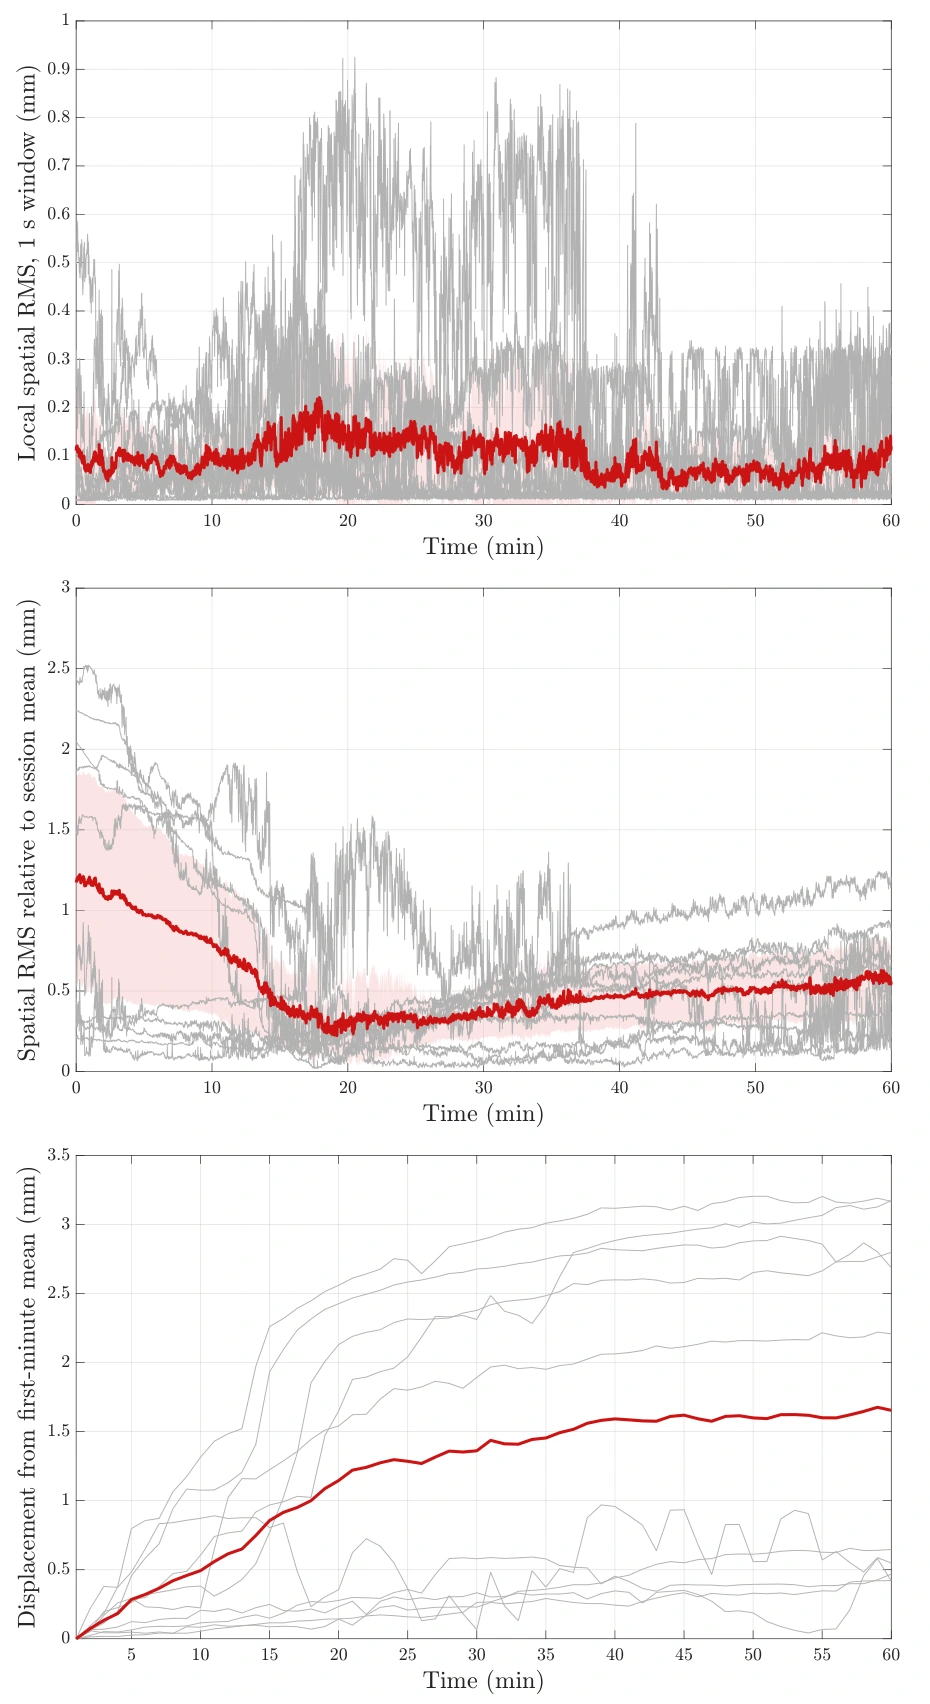 Local spatial RMS, 1 s window (mm)
1
0.9
0.8
0.7
0.6
0.5
0.4
0.3
0.2
0.1
0
0 10 20 30 40 50 60
Time (min)
Spatial RMS relative to session mean (mm)
3
2.5
2
1.5
1
0.5
0
0 10 20 30 40 50 60
Time (min)
Displacement from first-minute mean (mm)
3.5
3
2.5
2
1.5
1
0.5
0
5 10 15 20 25 30 35 40 45 50 55 60
Time (min)